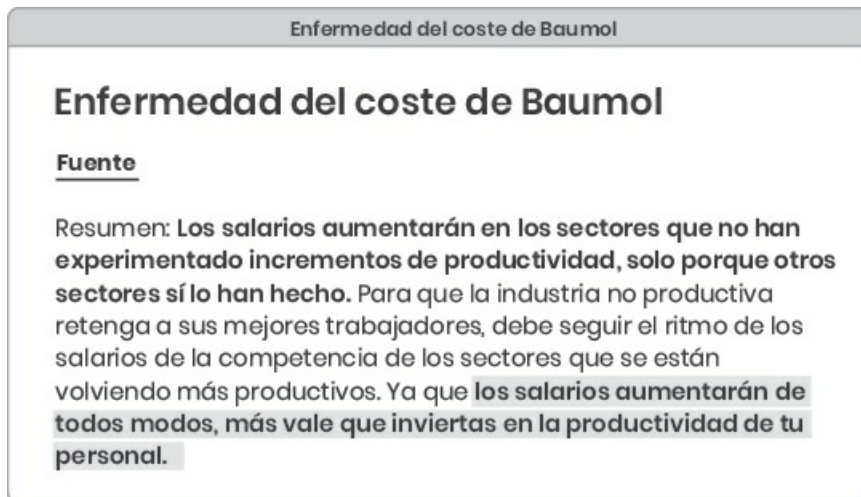 Enfermedad del coste de Baumol
Enfermedad del coste de Baumol
Fuente
Resumen: Los salarios aumentarán en los sectores que no han
experimentado incrementos de productividad, solo porque otros
sectores sí lo han hecho. Para que la industria no productiva
retenga a sus mejores trabajadores, debe seguir el ritmo de los
salarios de la competencia de los sectores que se están
volviendo más productivos. Ya que los salarios aumentarán de
todos modos, más vale que inviertas en la productividad de tu
personal.